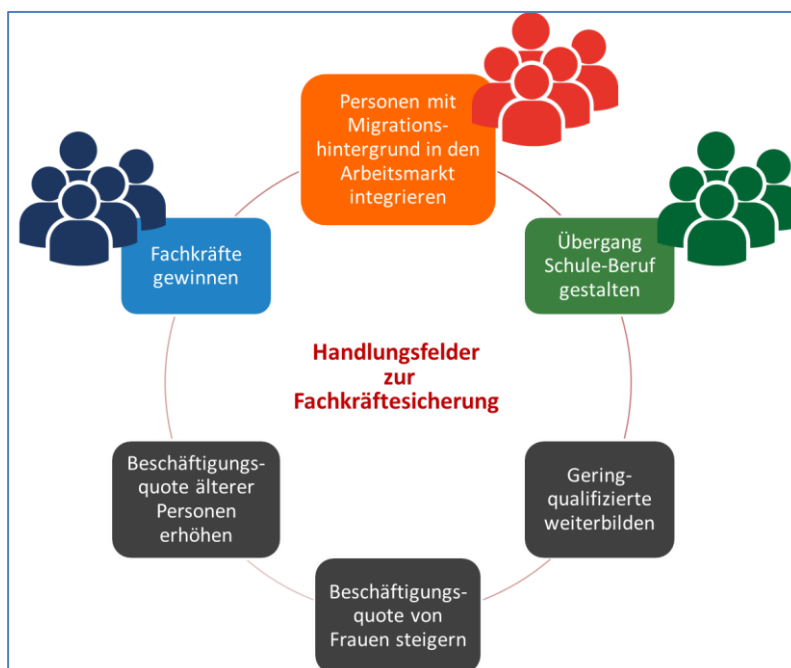 Personen mit
Migrations-
hintergrund in den
Arbeitsmarkt
integrieren
Fachkräfte
gewinnen
Übergang
Schule-Beruf
gestalten
Handlungsfelder
zur
Fachkräftesicherung
Beschäftigungs-
quote älterer
Personen
erhöhen
Gering-
qualifizierte
weiterbilden
Beschäftigungs-
quote von
Frauen steigern